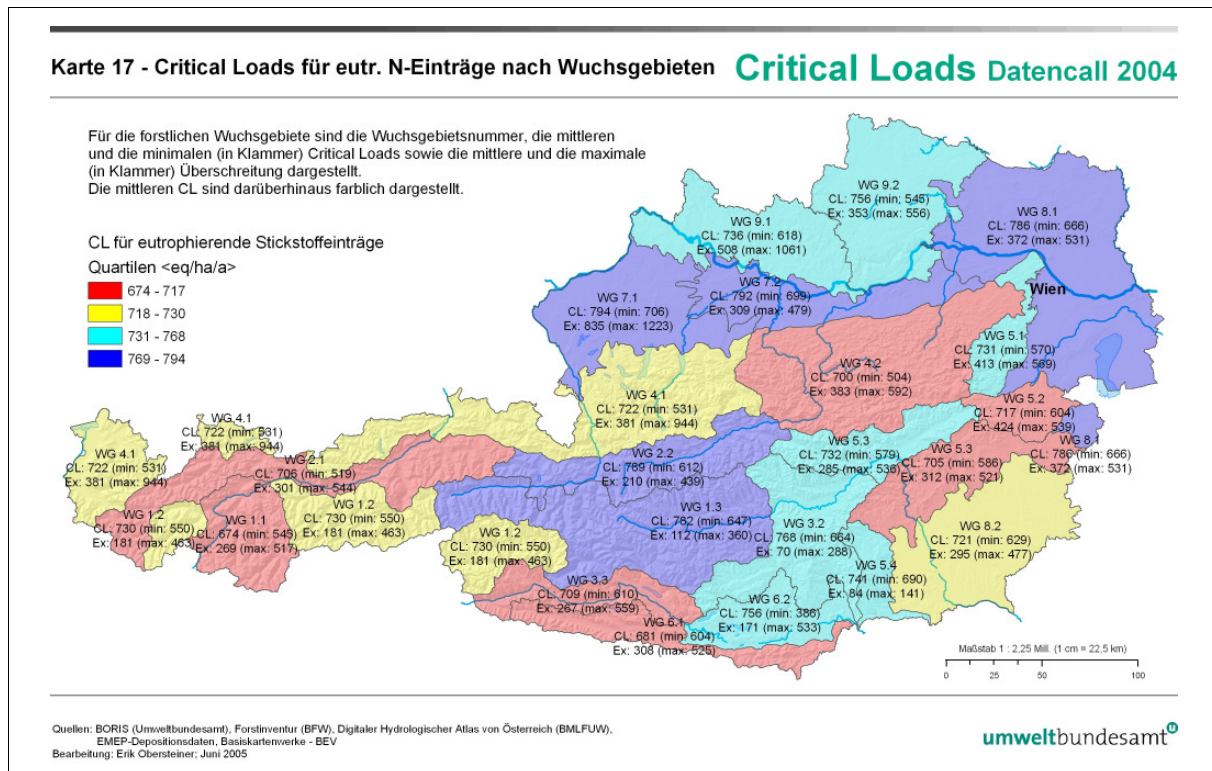 Karte 17 - Critical Loads für eutr. N-Einträge nach Wuchsgebieten
Critical Loads Datencall 2004
Für die forstlichen Wuchsgebiete sind die Wuchsgebietsnummer, die mittleren
und die minimalen (in Klammer) Critical Loads sowie die mittlere und die maximale
(in Klammer) Überschreitung dargestellt.
Die mittleren CL sind darüberhinaus farblich dargestellt.
CL für eutrophierende Stickstoffeinträge
Quartilen <eq/ha/a>
674 - 717
718 - 730
731 - 768
769 - 794
WG 9.2
CL: 756 (min: 545)
Ex: 353 (max: 556)
WG 9.1
CL: 736 (min: 618)
Ex: 508 (max: 1061)
WG 8.1
CL: 786 (min: 666)
Ex: 372 (max: 531)
WG 7.2
CL: 792 (min: 699)
Ex: 309 (max: 479)
Wien
WG 7.1
CL: 794 (min: 706)
Ex: 835 (max: 1223)
WG 5.1
CL: 731 (min: 570)
Ex: 413 (max: 569)
WG 4.2
CL: 700 (min: 504)
Ex: 383 (max: 592)
WG 4.1
CL: 722 (min: 531)
Ex: 381 (max: 944)
WG 5.2
CL: 717 (min: 604)
Ex: 424 (max: 539)
WG 4.1
CL: 722 (min: 531)
Ex: 381 (max: 944)
WG 4.1
CL: 722 (min: 531)
Ex: 381 (max: 944)
WG 2.1
CL: 706 (min: 519)
Ex: 301 (max: 544)
WG 2.2
CL: 789 (min: 612)
Ex: 210 (max: 439)
WG 5.3
CL: 732 (min: 579)
Ex: 285 (max: 536)
WG 5.3
CL: 705 (min: 586)
Ex: 312 (max: 521)
WG 8.1
CL: 786 (min: 666)
Ex: 372 (max: 531)
WG 1.2
CL: 730 (min: 550)
Ex: 181 (max: 463)
WG 1.1
CL: 674 (min: 545)
Ex: 269 (max: 517)
WG 1.2
CL: 730 (min: 550)
Ex: 181 (max: 463)
WG 1.2
CL: 730 (min: 550)
Ex: 181 (max: 463)
WG 1.3
CL: 782 (min: 647)
Ex: 112 (max: 360)
WG 3.2
CL: 768 (min: 664)
Ex: 70 (max: 288)
WG 8.2
CL: 721 (min: 629)
Ex: 295 (max: 477)
WG 5.4
CL: 741 (min: 690)
Ex: 84 (max: 141)
WG 3.3
CL: 709 (min: 610)
Ex: 267 (max: 559)
WG 6.2
CL: 756 (min: 386)
Ex: 171 (max: 533)
WG 6.1
CL: 681 (min: 604)
Ex: 308 (max: 525)
Maßstab 1 : 2,25 Mill. (1 cm = 22,5 km)
0 25 50 100
Quellen: BORIS (Umweltbundesamt), Forstinventur (BFW), Digitaler Hydrologischer Atlas von Österreich (BMLFUW),
EMEP-Depositionsdaten, Basiskartenwerke - BEV
Bearbeitung: Erik Obersteiner; Juni 2005
umweltbundesamt